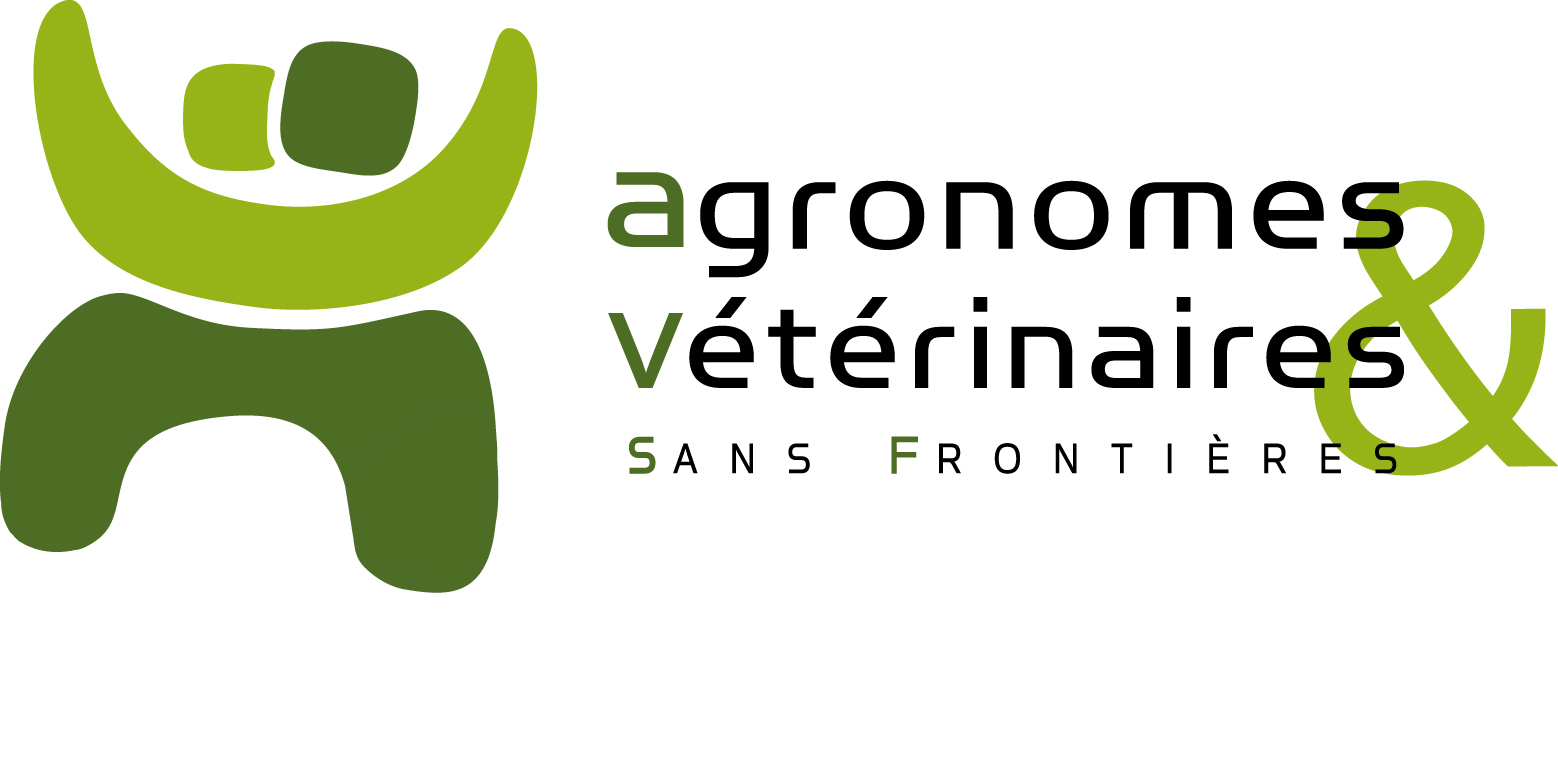 agronomes &
vétérinaires
SANS FRONTIÈRES